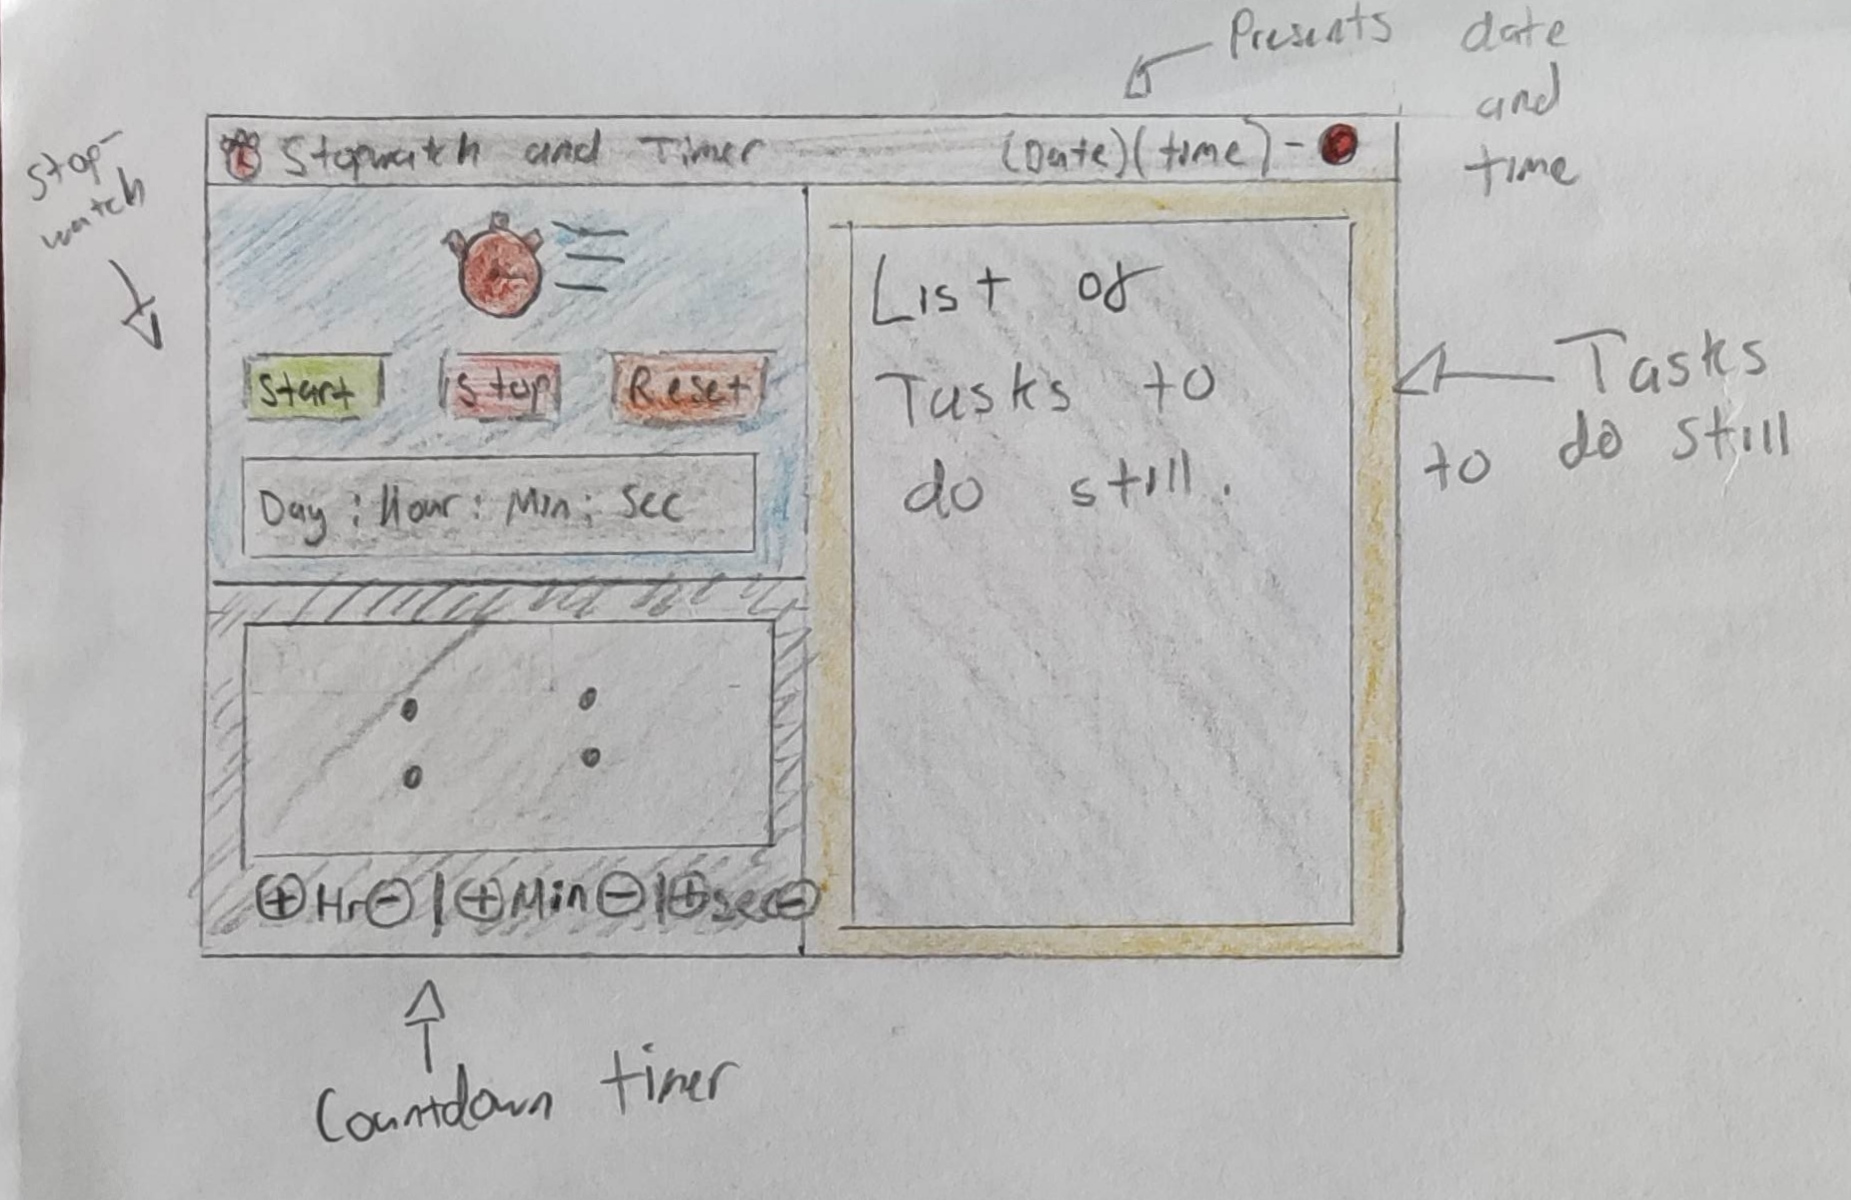 Presents date
and
time
Stop-
watch
Stopwatch and Timer (Date)(time) -
Start Stop Reset
Day : Hour : Min : Sec
: :
+ Hr - | + Min - | + sec -
List of
Tasks to
do still.
Tasks
to do still
Countdown timer